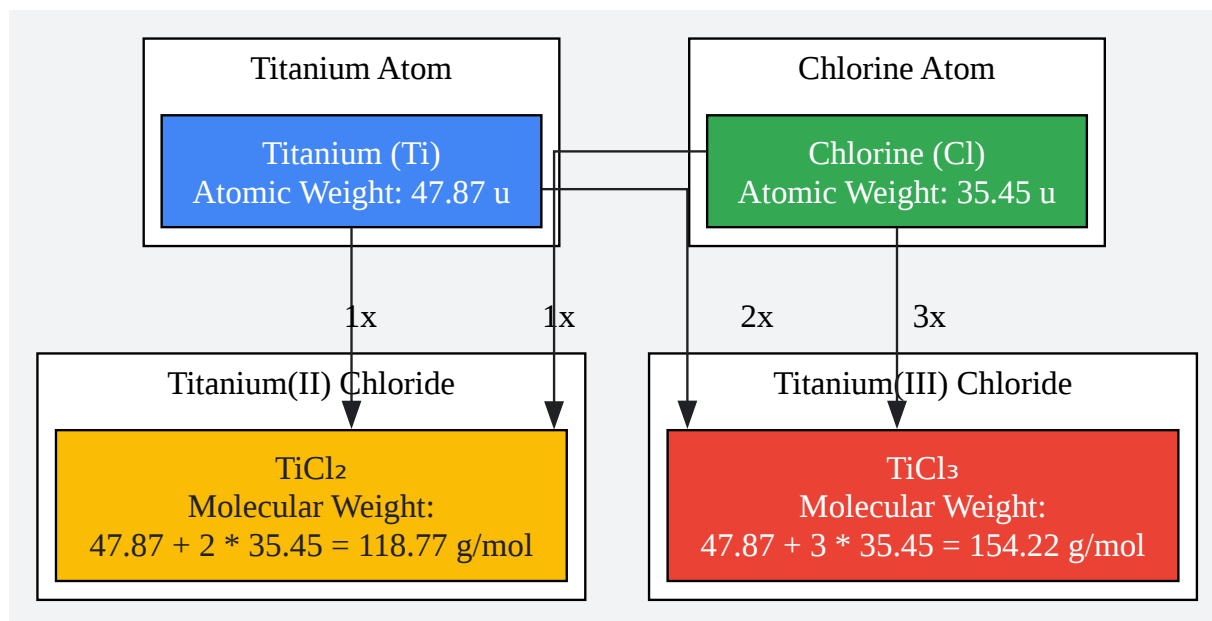 Titanium Atom
Chlorine Atom
Titanium (Ti)
Atomic Weight: 47.87 u
Chlorine (Cl)
Atomic Weight: 35.45 u
1x
1x
2x
3x
Titanium(II) Chloride
Titanium(III) Chloride
TiCl₂
Molecular Weight:
47.87 + 2 * 35.45 = 118.77 g/mol
TiCl₃
Molecular Weight:
47.87 + 3 * 35.45 = 154.22 g/mol